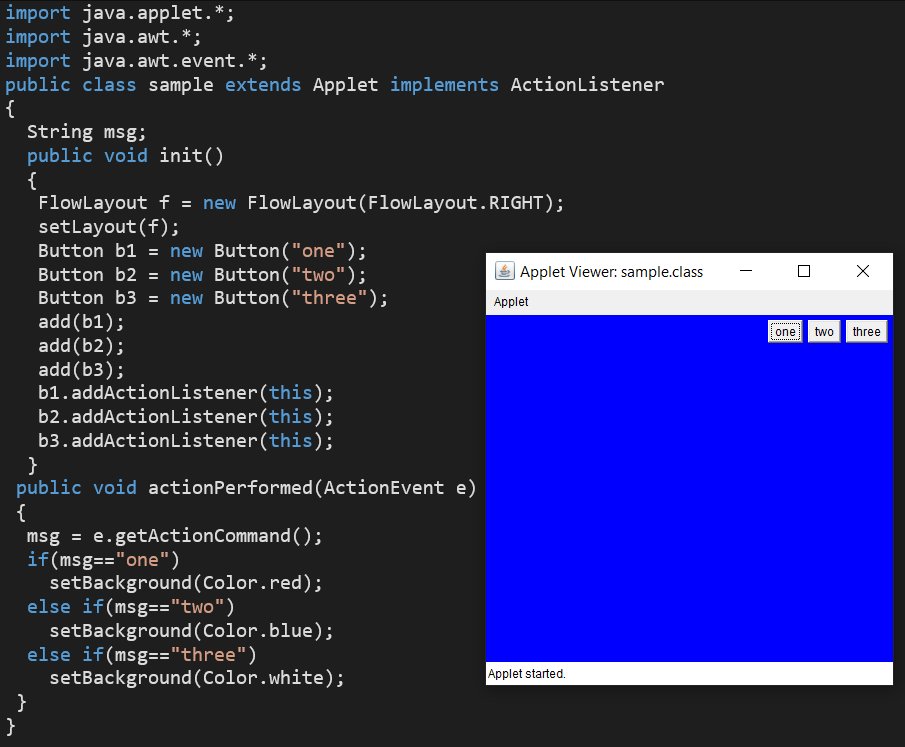 import java.applet.*;
import java.awt.*;
import java.awt.event.*;
public class sample extends Applet implements ActionListener
{
  String msg;
  public void init()
  {
   FlowLayout f = new FlowLayout(FlowLayout.RIGHT);
   setLayout(f);
   Button b1 = new Button("one");
   Button b2 = new Button("two");
   Button b3 = new Button("three");
   add(b1);
   add(b2);
   add(b3);
   b1.addActionListener(this);
   b2.addActionListener(this);
   b3.addActionListener(this);
  }
 public void actionPerformed(ActionEvent e)
 {
  msg = e.getActionCommand();
  if(msg=="one")
    setBackground(Color.red);
  else if(msg=="two")
    setBackground(Color.blue);
  else if(msg=="three")
    setBackground(Color.white);
 }
}
Applet Viewer: sample.class
Applet
one two three
Applet started.